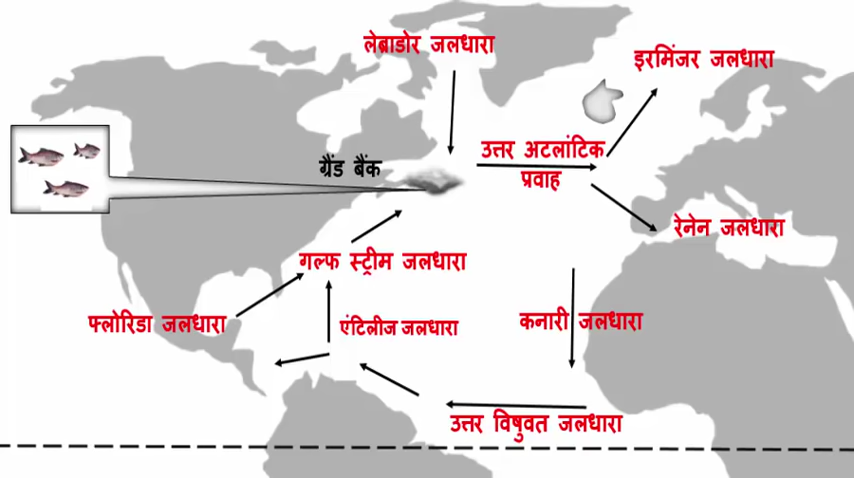 लेब्राडोर जलधारा
इरमिंजर जलधारा
उत्तर अटलांटिक
प्रवाह
ग्रैंड बैंक
रेनेन जलधारा
गल्फ स्ट्रीम जलधारा
फ्लोरिडा जलधारा
एंटिलीज जलधारा
कनारी जलधारा
उत्तर विषुवत जलधारा